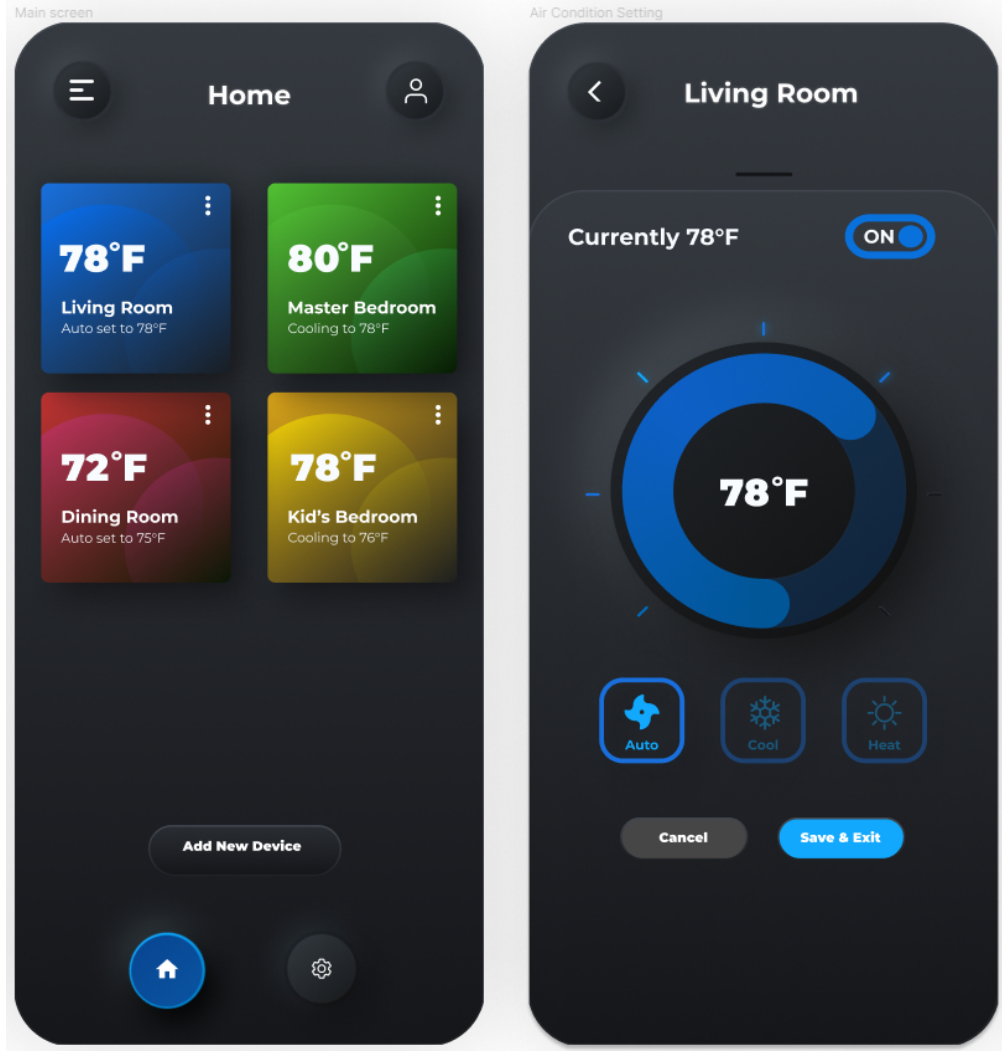 Main screen
Home
78°F
Living Room
Auto set to 78°F
80°F
Master Bedroom
Cooling to 78°F
72°F
Dining Room
Auto set to 75°F
78°F
Kid's Bedroom
Cooling to 76°F
Add New Device
Air Condition Setting
Living Room
Currently 78°F
ON
78°F
Auto
Cool
Heat
Cancel
Save & Exit